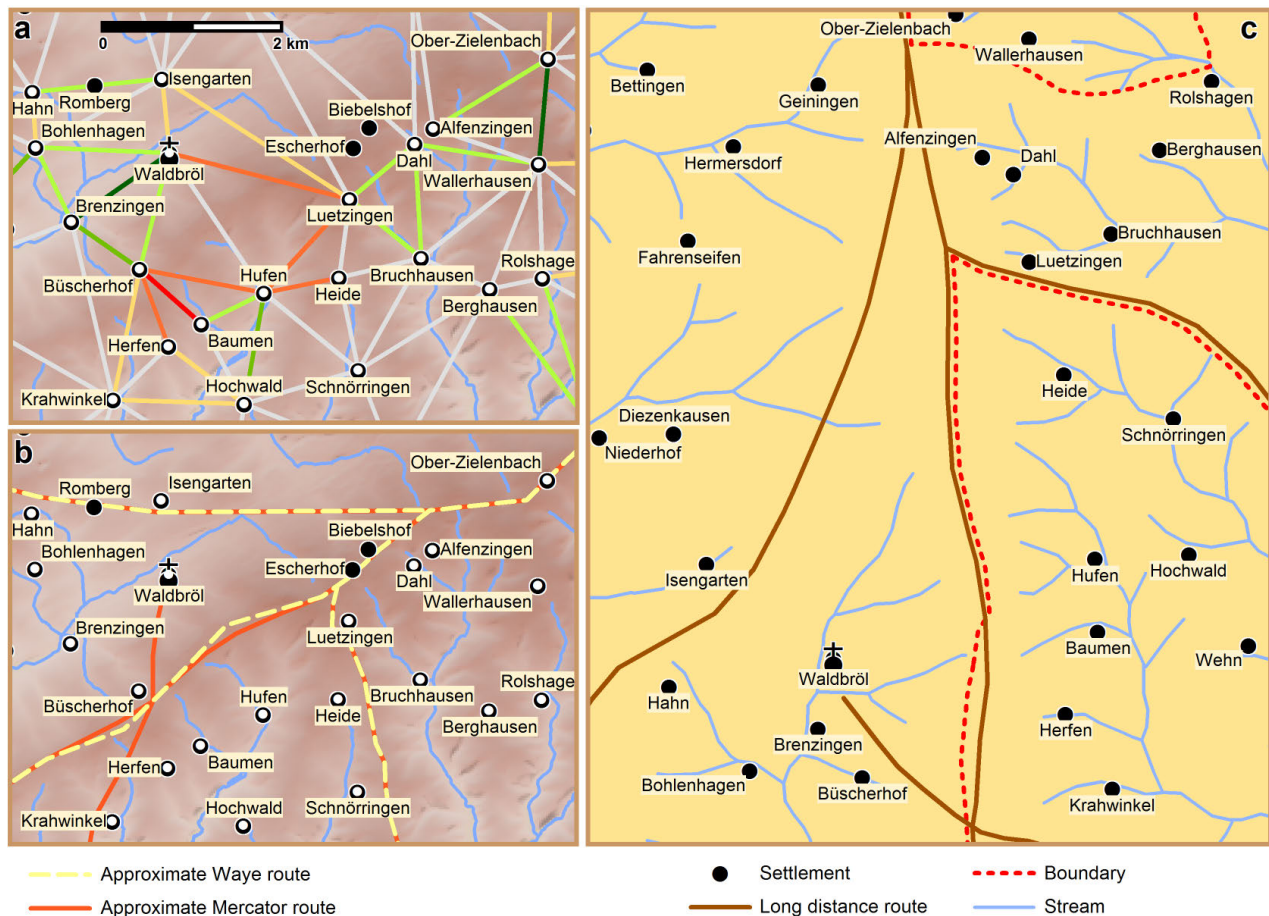 a
0 2 km
Ober-Zielenbach
Isengarten
Hahn
Romberg
Biebelshof
Alfenzingen
Bohlenhagen
Escherhof
Dahl
Waldbröl
Wallerhausen
Brenzingen
Luetzingen
Bruchhausen
Rolshage
Büscherhof
Hufen
Heide
Berghausen
Baumen
Herfen
Hochwald
Schnörringen
Krahwinkel
b
Ober-Zielenbach
Romberg
Isengarten
Hahn
Biebelshof
Bohlenhagen
Alfenzingen
Escherhof
Dahl
Waldbröl
Wallerhausen
Brenzingen
Luetzingen
Büscherhof
Hufen
Bruchhausen
Rolshage
Heide
Berghausen
Herfen
Baumen
Hochwald
Schnörringen
Krahwinkel
c
Ober-Zielenbach
Wallerhausen
Bettingen
Geiningen
Rolshagen
Alfenzingen
Hermersdorf
Dahl
Berghausen
Bruchhausen
Fahrenseifen
Luetzingen
Heide
Diezenkausen
Schnörringen
Niederhof
Isengarten
Hufen
Hochwald
Baumen
Wehn
Waldbröl
Hahn
Herfen
Brenzingen
Bohlenhagen
Büscherhof
Krahwinkel
Approximate Waye route
Approximate Mercator route
Settlement
Long distance route
Boundary
Stream